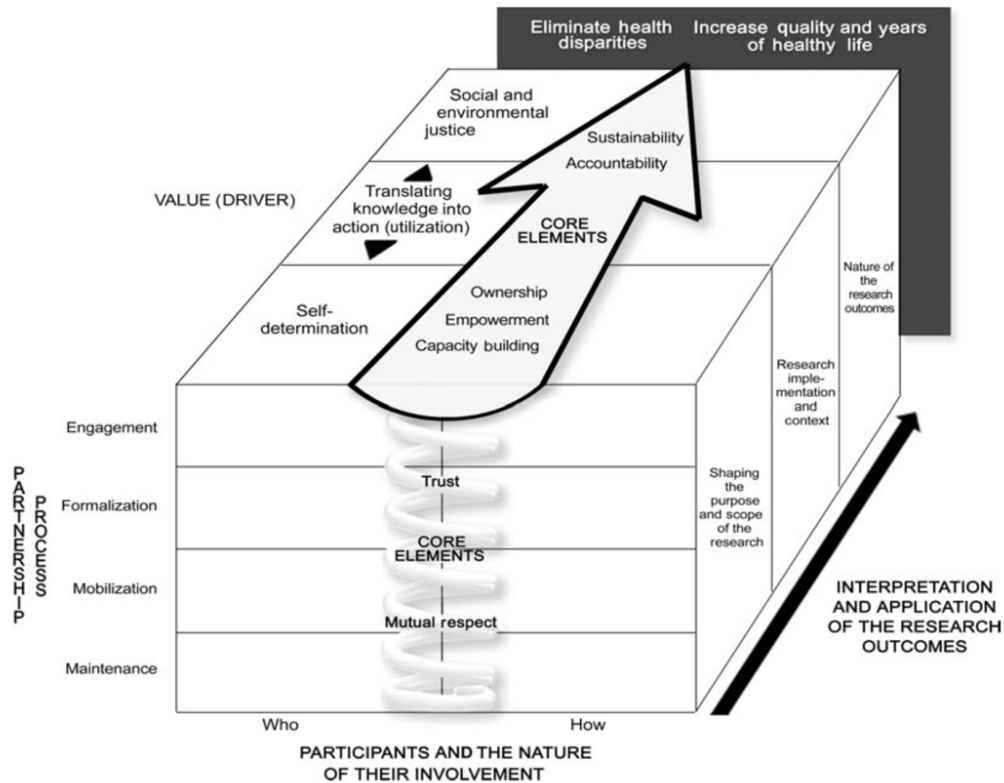 Eliminate health
disparities
Increase quality and years
of healthy life
Social and
environmental
justice
Sustainability
Accountability
VALUE (DRIVER)
Translating
knowledge into
action (utilization)
CORE
ELEMENTS
Nature of
the
research
outcomes
Self-
determination
Ownership
Empowerment
Capacity building
Research
imple-
mentation
and
context
Engagement
Formalization
Mobilization
Maintenance
PARTNERSHIP
PROCESS
Trust
CORE
ELEMENTS
Mutual respect
Shaping
the
purpose
and scope
of the
research
INTERPRETATION
AND APPLICATION
OF THE RESEARCH
OUTCOMES
Who
How
PARTICIPANTS AND THE NATURE
OF THEIR INVOLVEMENT